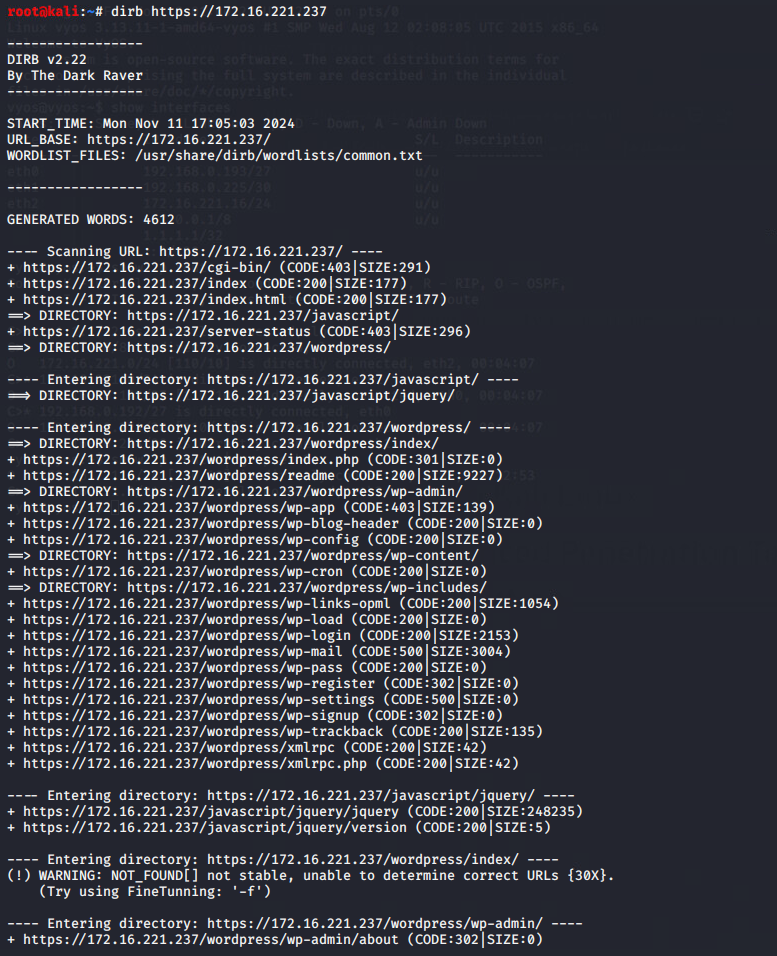 root@kali:~# dirb https://172.16.221.237
-----------------
DIRB v2.22
By The Dark Raver
-----------------
START_TIME: Mon Nov 11 17:05:03 2024
URL_BASE: https://172.16.221.237/
WORDLIST_FILES: /usr/share/dirb/wordlists/common.txt
-----------------
GENERATED WORDS: 4612
---- Scanning URL: https://172.16.221.237/ ----
+ https://172.16.221.237/cgi-bin/ (CODE:403|SIZE:291)
+ https://172.16.221.237/index (CODE:200|SIZE:177)
+ https://172.16.221.237/index.html (CODE:200|SIZE:177)
==> DIRECTORY: https://172.16.221.237/javascript/
+ https://172.16.221.237/server-status (CODE:403|SIZE:296)
==> DIRECTORY: https://172.16.221.237/wordpress/
---- Entering directory: https://172.16.221.237/javascript/ ----
==> DIRECTORY: https://172.16.221.237/javascript/jquery/
---- Entering directory: https://172.16.221.237/wordpress/ ----
==> DIRECTORY: https://172.16.221.237/wordpress/index/
+ https://172.16.221.237/wordpress/index.php (CODE:301|SIZE:0)
+ https://172.16.221.237/wordpress/readme (CODE:200|SIZE:9227)
==> DIRECTORY: https://172.16.221.237/wordpress/wp-admin/
+ https://172.16.221.237/wordpress/wp-app (CODE:403|SIZE:139)
+ https://172.16.221.237/wordpress/wp-blog-header (CODE:200|SIZE:0)
+ https://172.16.221.237/wordpress/wp-config (CODE:200|SIZE:0)
==> DIRECTORY: https://172.16.221.237/wordpress/wp-content/
+ https://172.16.221.237/wordpress/wp-cron (CODE:200|SIZE:0)
==> DIRECTORY: https://172.16.221.237/wordpress/wp-includes/
+ https://172.16.221.237/wordpress/wp-links-opml (CODE:200|SIZE:1054)
+ https://172.16.221.237/wordpress/wp-load (CODE:200|SIZE:0)
+ https://172.16.221.237/wordpress/wp-login (CODE:200|SIZE:2153)
+ https://172.16.221.237/wordpress/wp-mail (CODE:500|SIZE:3004)
+ https://172.16.221.237/wordpress/wp-pass (CODE:200|SIZE:0)
+ https://172.16.221.237/wordpress/wp-register (CODE:302|SIZE:0)
+ https://172.16.221.237/wordpress/wp-settings (CODE:500|SIZE:0)
+ https://172.16.221.237/wordpress/wp-signup (CODE:302|SIZE:0)
+ https://172.16.221.237/wordpress/wp-trackback (CODE:200|SIZE:135)
+ https://172.16.221.237/wordpress/xmlrpc (CODE:200|SIZE:42)
+ https://172.16.221.237/wordpress/xmlrpc.php (CODE:200|SIZE:42)
---- Entering directory: https://172.16.221.237/javascript/jquery/ ----
+ https://172.16.221.237/javascript/jquery/jquery (CODE:200|SIZE:248235)
+ https://172.16.221.237/javascript/jquery/version (CODE:200|SIZE:5)
---- Entering directory: https://172.16.221.237/wordpress/index/ ----
(!) WARNING: NOT_FOUND[] not stable, unable to determine correct URLs {30X}.
(Try using FineTunning: '-f')
---- Entering directory: https://172.16.221.237/wordpress/wp-admin/ ----
+ https://172.16.221.237/wordpress/wp-admin/about (CODE:302|SIZE:0)